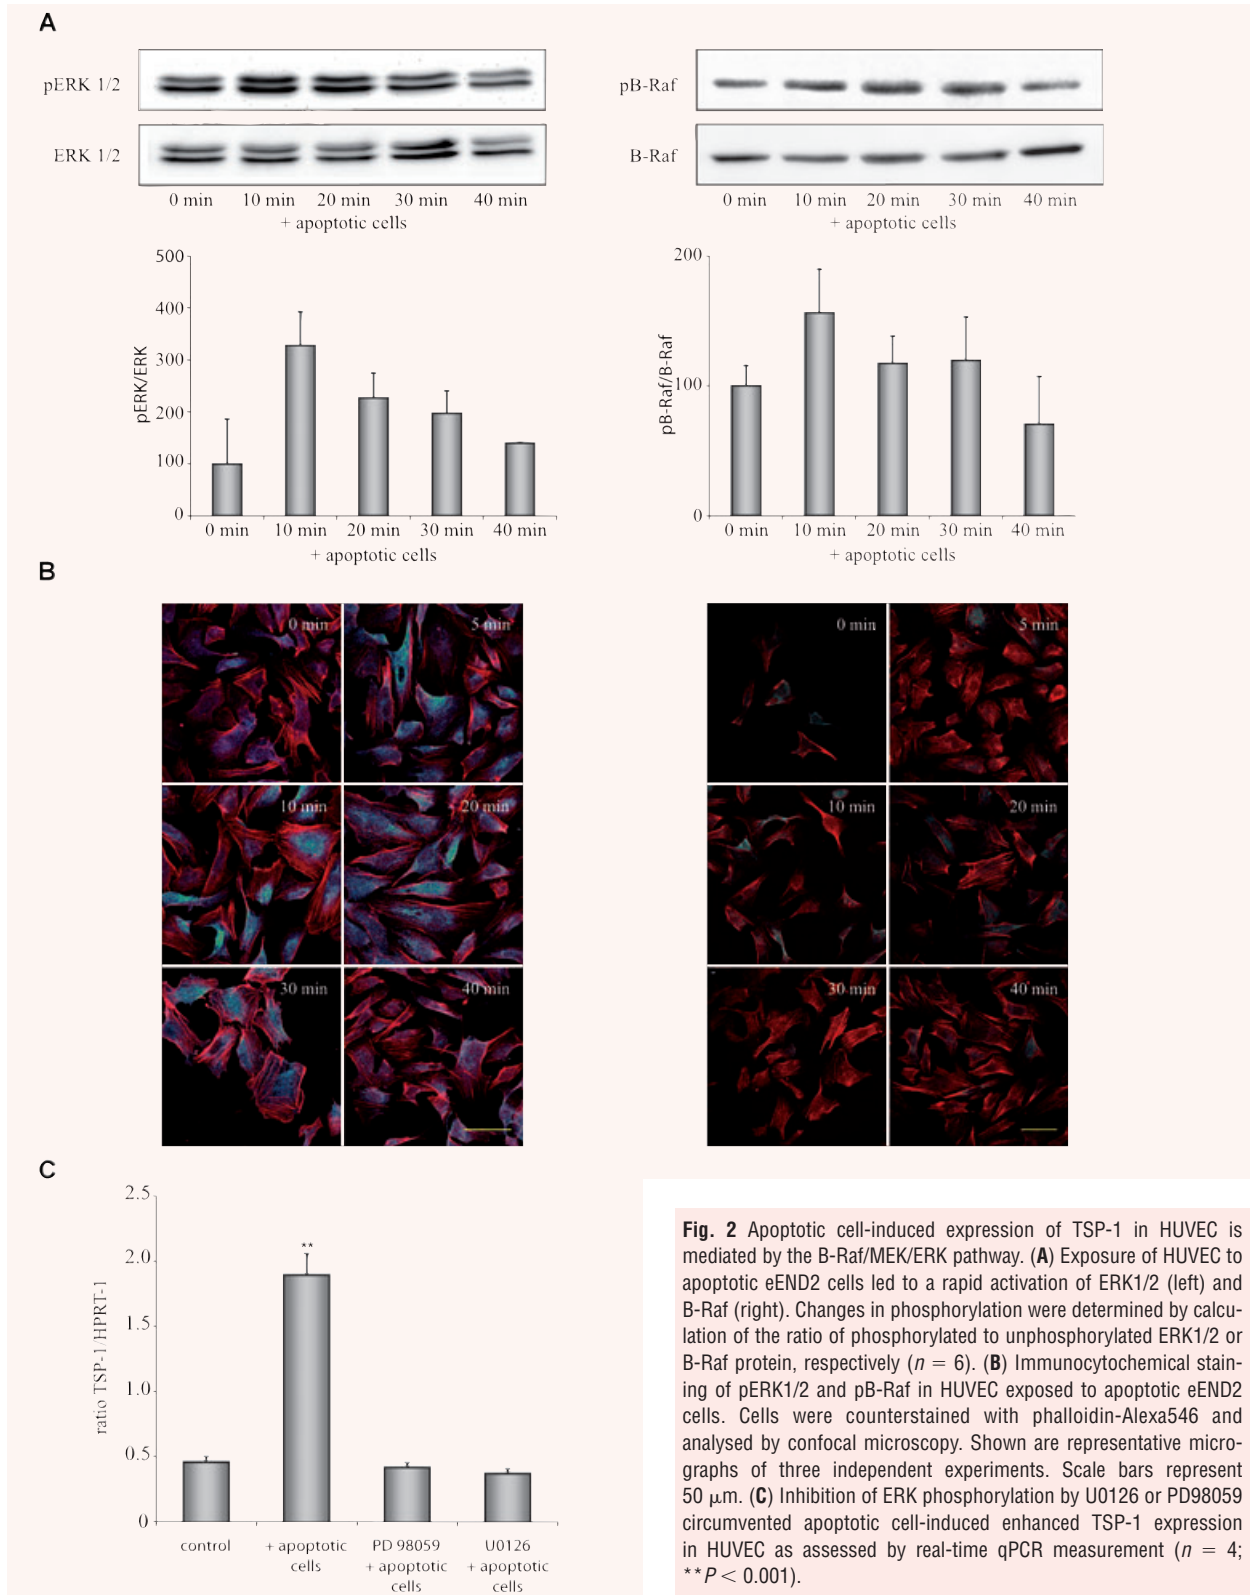 A
pERK 1/2
ERK 1/2
0 min 10 min 20 min 30 min 40 min
+ apoptotic cells
pB-Raf
B-Raf
0 min 10 min 20 min 30 min 40 min
+ apoptotic cells
500
400
300
200
100
0
pERK/ERK
0 min 10 min 20 min 30 min 40 min
+ apoptotic cells
200
100
0
pB-Raf/B-Raf
0 min 10 min 20 min 30 min 40 min
+ apoptotic cells
B
0 min 5 min
10 min 20 min
30 min 40 min
0 min 5 min
10 min 20 min
30 min 40 min
C
2.5
2.0
1.5
1.0
0.5
0
ratio TSP-1/HPRT-1
**
control + apoptotic PD 98059 U0126
cells + apoptotic + apoptotic
cells cells
Fig. 2 Apoptotic cell-induced expression of TSP-1 in HUVEC is
mediated by the B-Raf/MEK/ERK pathway. (A) Exposure of HUVEC to
apoptotic eEND2 cells led to a rapid activation of ERK1/2 (left) and
B-Raf (right). Changes in phosphorylation were determined by calcu-
lation of the ratio of phosphorylated to unphosphorylated ERK1/2 or
B-Raf protein, respectively (n = 6). (B) Immunocytochemical stain-
ing of pERK1/2 and pB-Raf in HUVEC exposed to apoptotic eEND2
cells. Cells were counterstained with phalloidin-Alexa546 and
analysed by confocal microscopy. Shown are representative micro-
graphs of three independent experiments. Scale bars represent
50 μm. (C) Inhibition of ERK phosphorylation by U0126 or PD98059
circumvented apoptotic cell-induced enhanced TSP-1 expression
in HUVEC as assessed by real-time qPCR measurement (n = 4;
**P < 0.001).